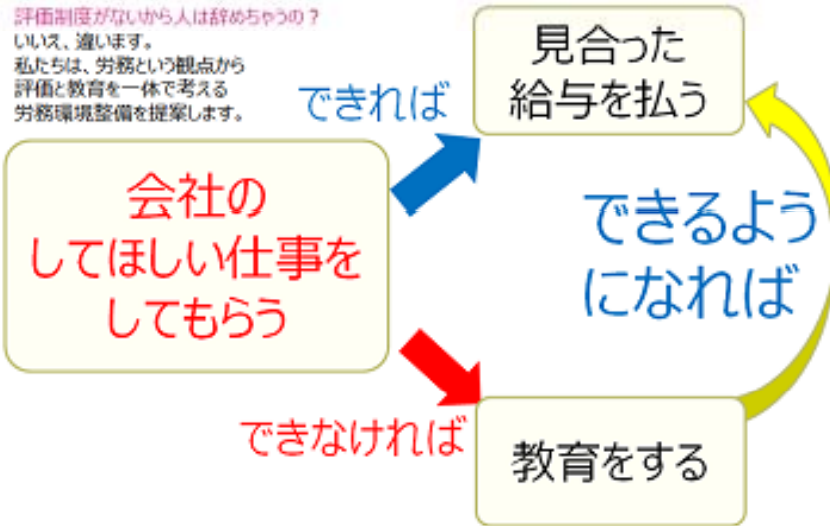 評価制度がないから人は辞めちゃうの？
いいえ、違います。
私たちは、労務という観点から
評価と教育を一体で考える
労務環境整備を提案します。
できれば
見合った
給与を払う
会社の
してほしい仕事を
してもらう
できるよう
になれば
できなければ
教育をする